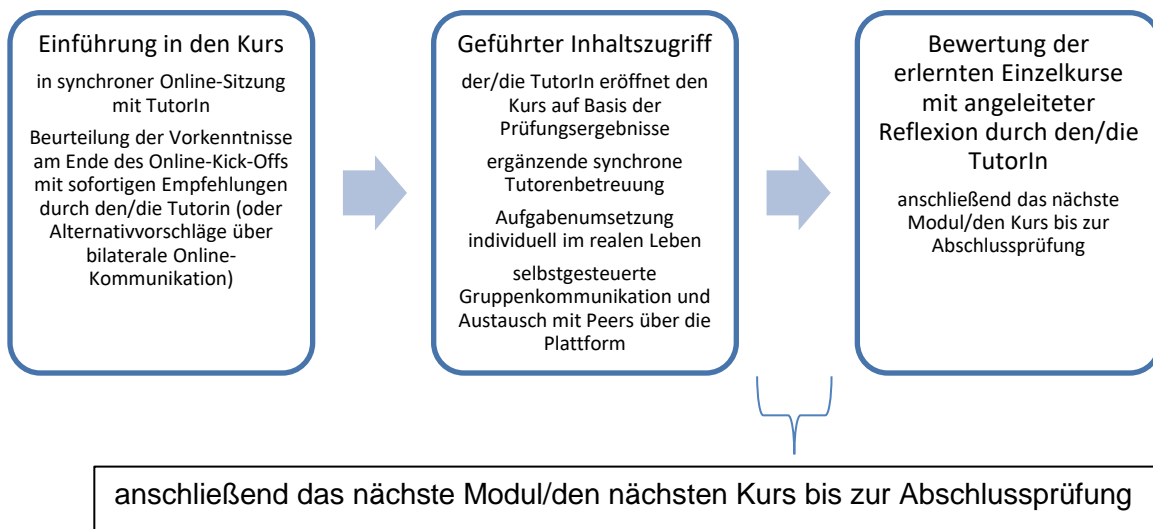 Einführung in den Kurs
in synchroner Online-Sitzung
mit TutorIn
Beurteilung der Vorkenntnisse
am Ende des Online-Kick-Offs
mit sofortigen Empfehlungen
durch den/die Tutorin (oder
Alternativvorschläge über
bilaterale Online-
Kommunikation)
Geführter Inhaltszugriff
der/die TutorIn eröffnet den
Kurs auf Basis der
Prüfungsergebnisse
ergänzende synchrone
Tutorenbetreuung
Aufgabenumsetzung
individuell im realen Leben
selbstgesteuerte
Gruppenkommunikation und
Austausch mit Peers über die
Plattform
Bewertung der
erlernten Einzelkurse
mit angeleiteter
Reflexion durch den/die
TutorIn
anschließend das nächste
Modul/den Kurs bis zur
Abschlussprüfung
anschließend das nächste Modul/den nächsten Kurs bis zur Abschlussprüfung